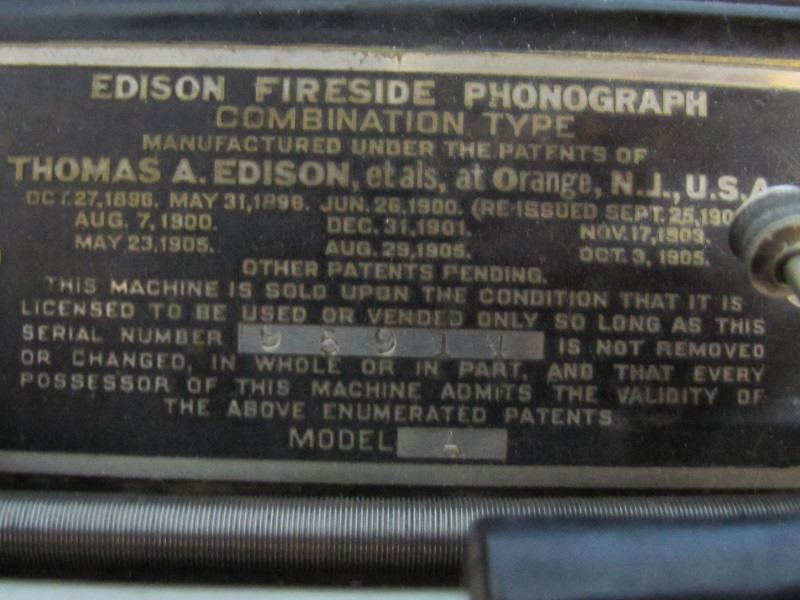 EDISON FIRESIDE PHONOGRAPH
COMBINATION TYPE
MANUFACTURED UNDER THE PATENTS OF
THOMAS A. EDISON, et als, at Orange, N. J., U.S.A.
OCT. 27, 1896. MAY 31, 1898. JUN. 26, 1900. (RE-ISSUED SEPT. 25, 190
AUG. 7, 1900. DEC. 31, 1901. NOV. 17, 1903.
MAY 23, 1905. AUG. 29, 1905. OCT. 3, 1905.
OTHER PATENTS PENDING.
THIS MACHINE IS SOLD UPON THE CONDITION THAT IT IS
LICENSED TO BE USED OR VENDED ONLY SO LONG AS THIS
SERIAL NUMBER IS NOT REMOVED
OR CHANGED, IN WHOLE OR IN PART, AND THAT EVERY
POSSESSOR OF THIS MACHINE ADMITS THE VALIDITY OF
THE ABOVE ENUMERATED PATENTS
MODEL A